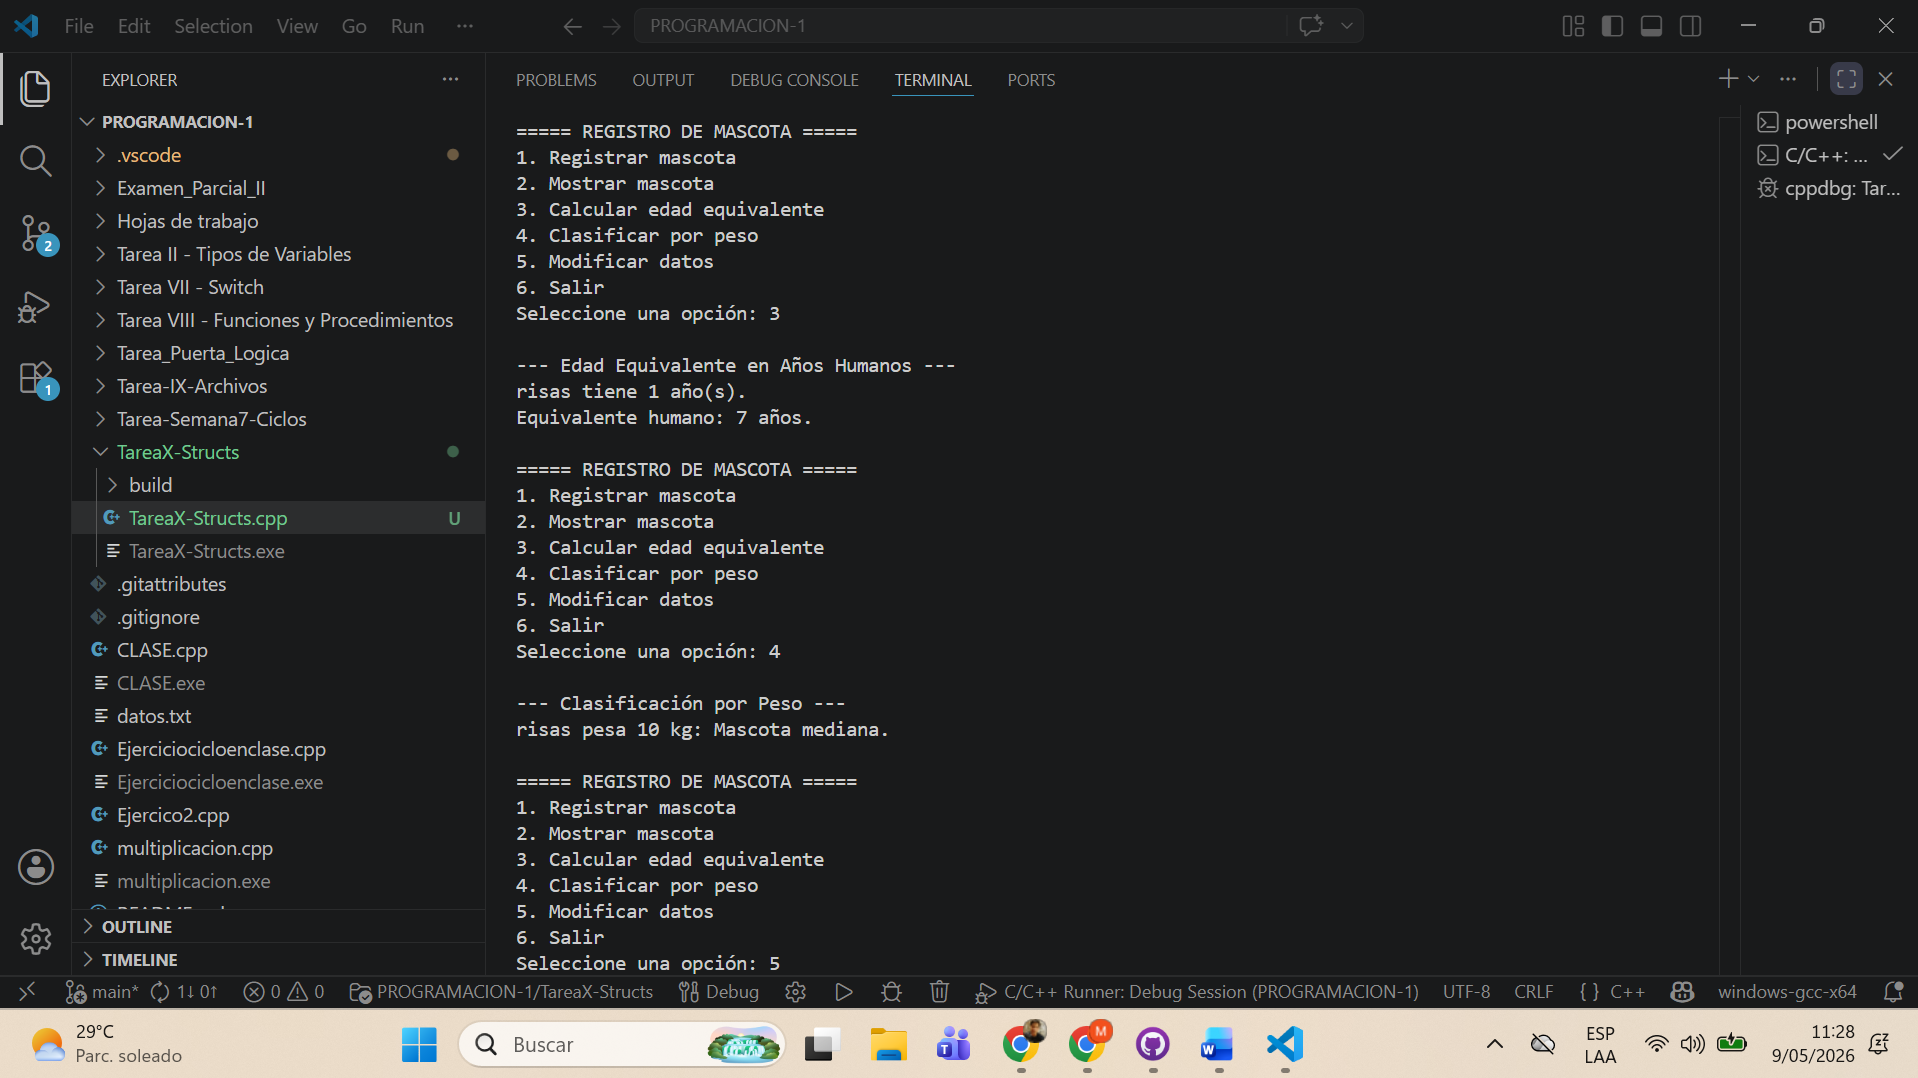 File Edit Selection View Go Run ···
PROGRAMACION-1
EXPLORER
PROGRAMACION-1
.vscode
Examen_Parcial_II
Hojas de trabajo
Tarea II - Tipos de Variables
Tarea VII - Switch
Tarea VIII - Funciones y Procedimientos
Tarea_Puerta_Logica
Tarea-IX-Archivos
Tarea-Semana7-Ciclos
TareaX-Structs
build
TareaX-Structs.cpp U
TareaX-Structs.exe
.gitattributes
.gitignore
CLASE.cpp
CLASE.exe
datos.txt
Ejerciciocicloenclase.cpp
Ejerciciocicloenclase.exe
Ejercico2.cpp
multiplicacion.cpp
multiplicacion.exe
OUTLINE
TIMELINE
2
1
PROBLEMS OUTPUT DEBUG CONSOLE TERMINAL PORTS
===== REGISTRO DE MASCOTA =====
1. Registrar mascota
2. Mostrar mascota
3. Calcular edad equivalente
4. Clasificar por peso
5. Modificar datos
6. Salir
Seleccione una opción: 3
--- Edad Equivalente en Años Humanos ---
risas tiene 1 año(s).
Equivalente humano: 7 años.
===== REGISTRO DE MASCOTA =====
1. Registrar mascota
2. Mostrar mascota
3. Calcular edad equivalente
4. Clasificar por peso
5. Modificar datos
6. Salir
Seleccione una opción: 4
--- Clasificación por Peso ---
risas pesa 10 kg: Mascota mediana.
===== REGISTRO DE MASCOTA =====
1. Registrar mascota
2. Mostrar mascota
3. Calcular edad equivalente
4. Clasificar por peso
5. Modificar datos
6. Salir
Seleccione una opción: 5
powershell
C/C++: ...
cppdbg: Tar...
main* 1↓ 0↑ 0 0 PROGRAMACION-1/TareaX-Structs Debug C/C++ Runner: Debug Session (PROGRAMACION-1) UTF-8 CRLF {} C++ windows-gcc-x64
29°C
Parc. soleado
Buscar
M
ESP
LAA
11:28
9/05/2026